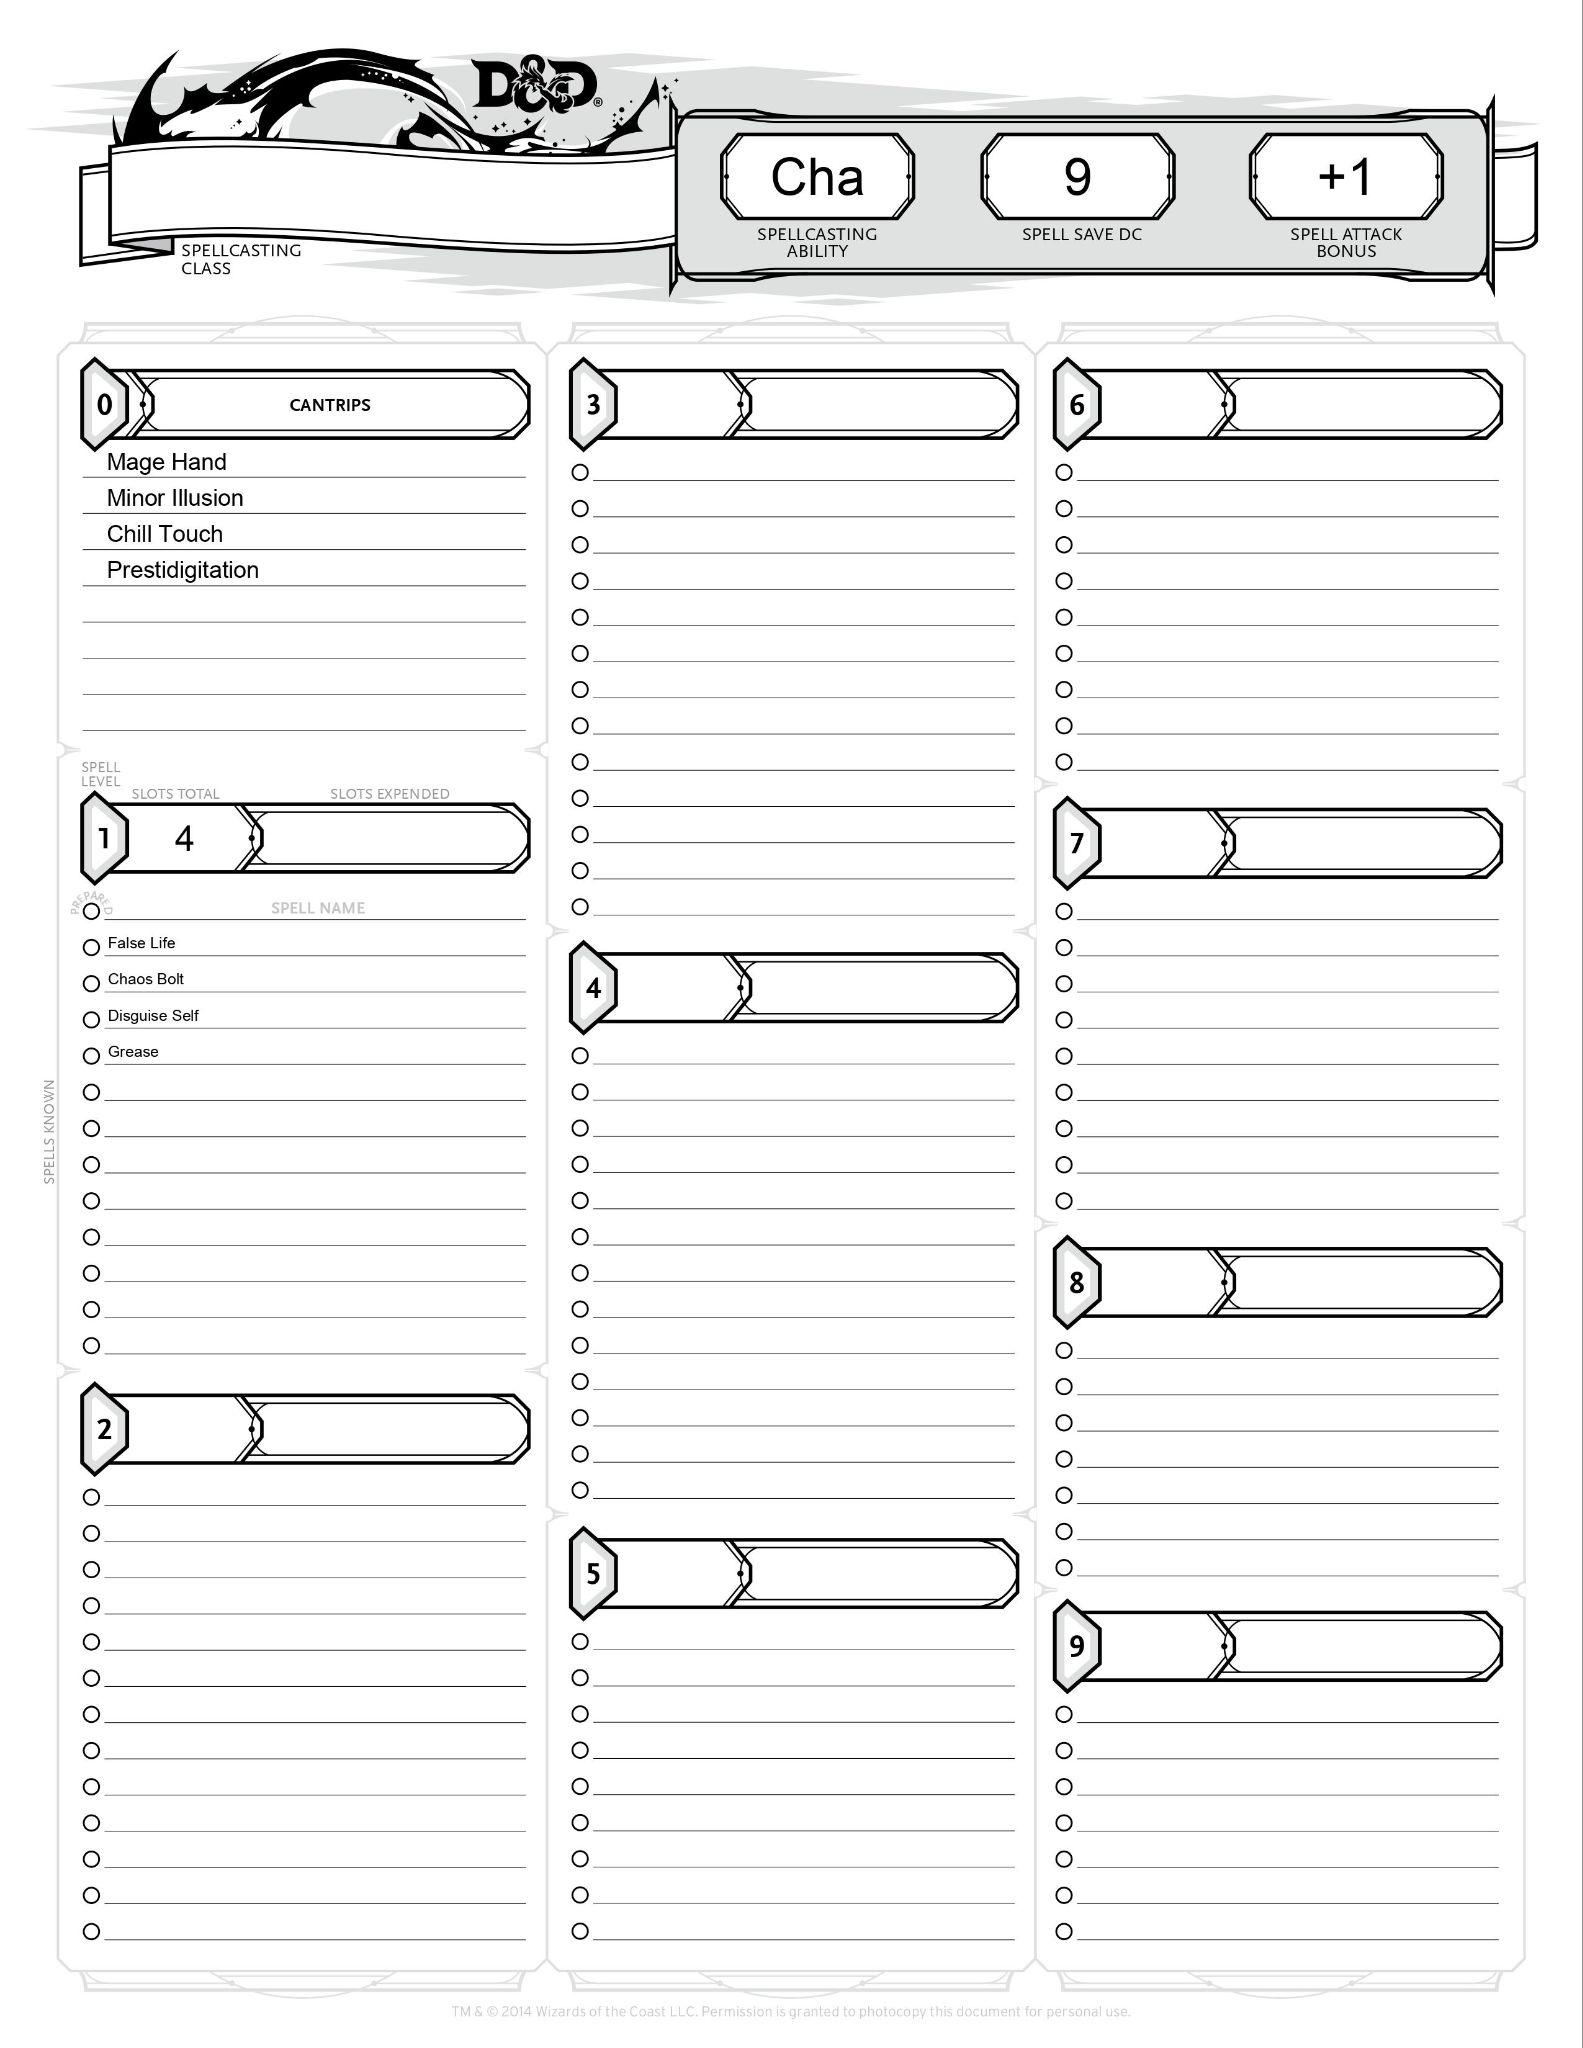 D&D®
Cha
9
+1
SPELLCASTING
ABILITY
SPELL SAVE DC
SPELL ATTACK
BONUS
SPELLCASTING
CLASS
0
CANTRIPS
Mage Hand
Minor Illusion
Chill Touch
Prestidigitation
SPELL
LEVEL
SLOTS TOTAL
SLOTS EXPENDED
1
4
PREPARED
SPELL NAME
False Life
Chaos Bolt
Disguise Self
Grease
SPELLS KNOWN
2
3
4
5
6
7
8
9
TM & © 2014 Wizards of the Coast LLC. Permission is granted to photocopy this document for personal use.